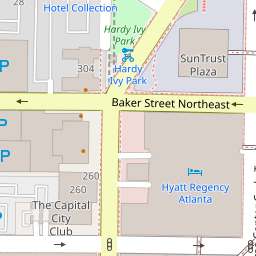 Hotel Collection
Hardy Ivy
Park
SunTrust
Plaza
304
Hardy
Ivy Park
P
Baker Street Northeast
P
P
260
260
Hyatt Regency
Atlanta
The Capital
City
Club